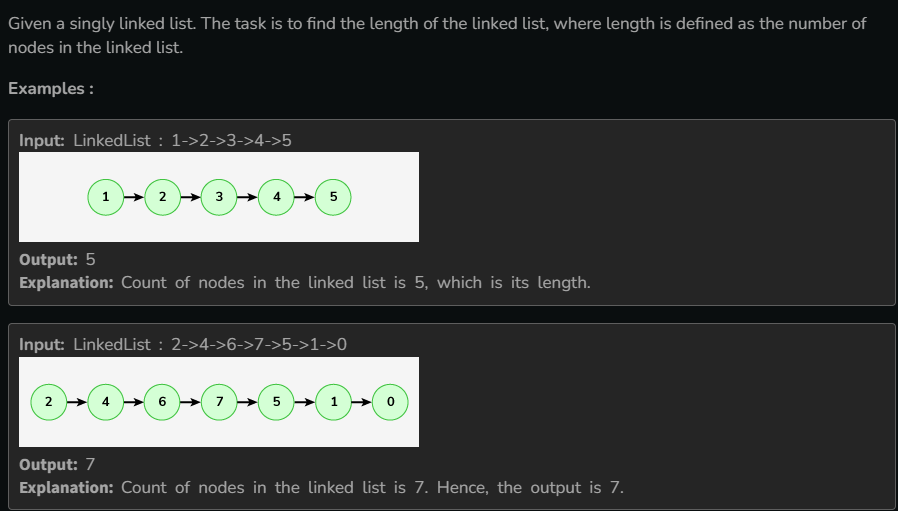 Given a singly linked list. The task is to find the length of the linked list, where length is defined as the number of
nodes in the linked list.
Examples :
Input: LinkedList : 1->2->3->4->5
1 2 3 4 5
Output: 5
Explanation: Count of nodes in the linked list is 5, which is its length.
Input: LinkedList : 2->4->6->7->5->1->0
2 4 6 7 5 1 0
Output: 7
Explanation: Count of nodes in the linked list is 7. Hence, the output is 7.